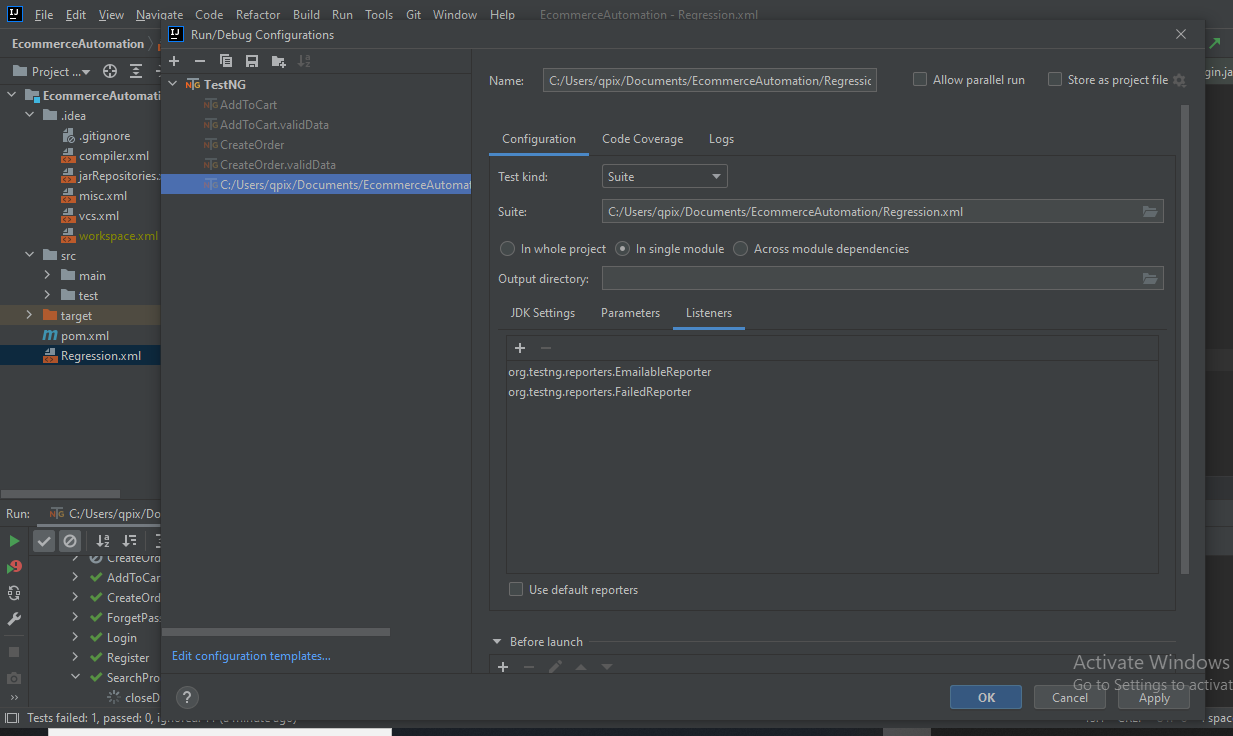 File Edit View Navigate Code Refactor Build Run Tools Git Window Help EcommerceAutomation - Regression.xml
EcommerceAutomation
Run/Debug Configurations
Project ...
EcommerceAutomati
.idea
.gitignore
compiler.xml
jarRepositories.
misc.xml
vcs.xml
workspace.xml
src
main
test
target
pom.xml
Regression.xml
TestNG
AddToCart
AddToCart.validData
CreateOrder
CreateOrder.validData
C:/Users/qpix/Documents/EcommerceAutomat
Edit configuration templates...
Name: C:/Users/qpix/Documents/EcommerceAutomation/Regressic
Allow parallel run
Store as project file
gin.ja
Configuration Code Coverage Logs
Test kind: Suite
Suite: C:/Users/qpix/Documents/EcommerceAutomation/Regression.xml
In whole project In single module Across module dependencies
Output directory:
JDK Settings Parameters Listeners
org.testng.reporters.EmailableReporter
org.testng.reporters.FailedReporter
Use default reporters
Before launch
Run: C:/Users/qpix/Do
CreateOrd
AddToCar
CreateOrd
ForgetPas
Login
Register
SearchPro
closeD
Activate Windows
Go to Settings to activat
OK Cancel Apply
Tests failed: 1, passed: 0,
spac